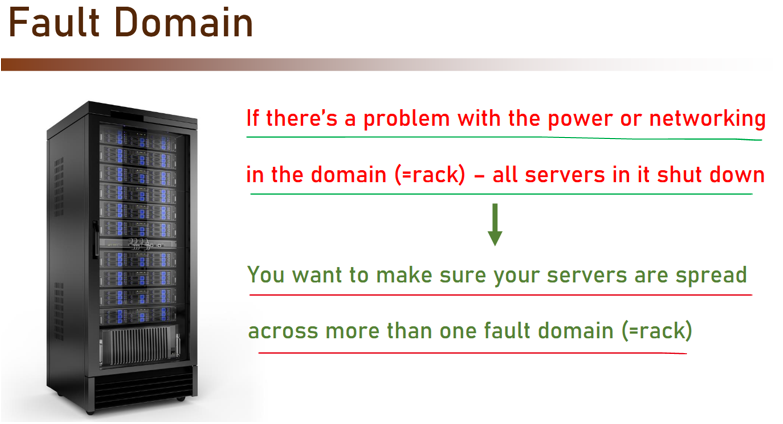 Fault Domain
If there's a problem with the power or networking
in the domain (=rack) – all servers in it shut down
You want to make sure your servers are spread
across more than one fault domain (=rack)